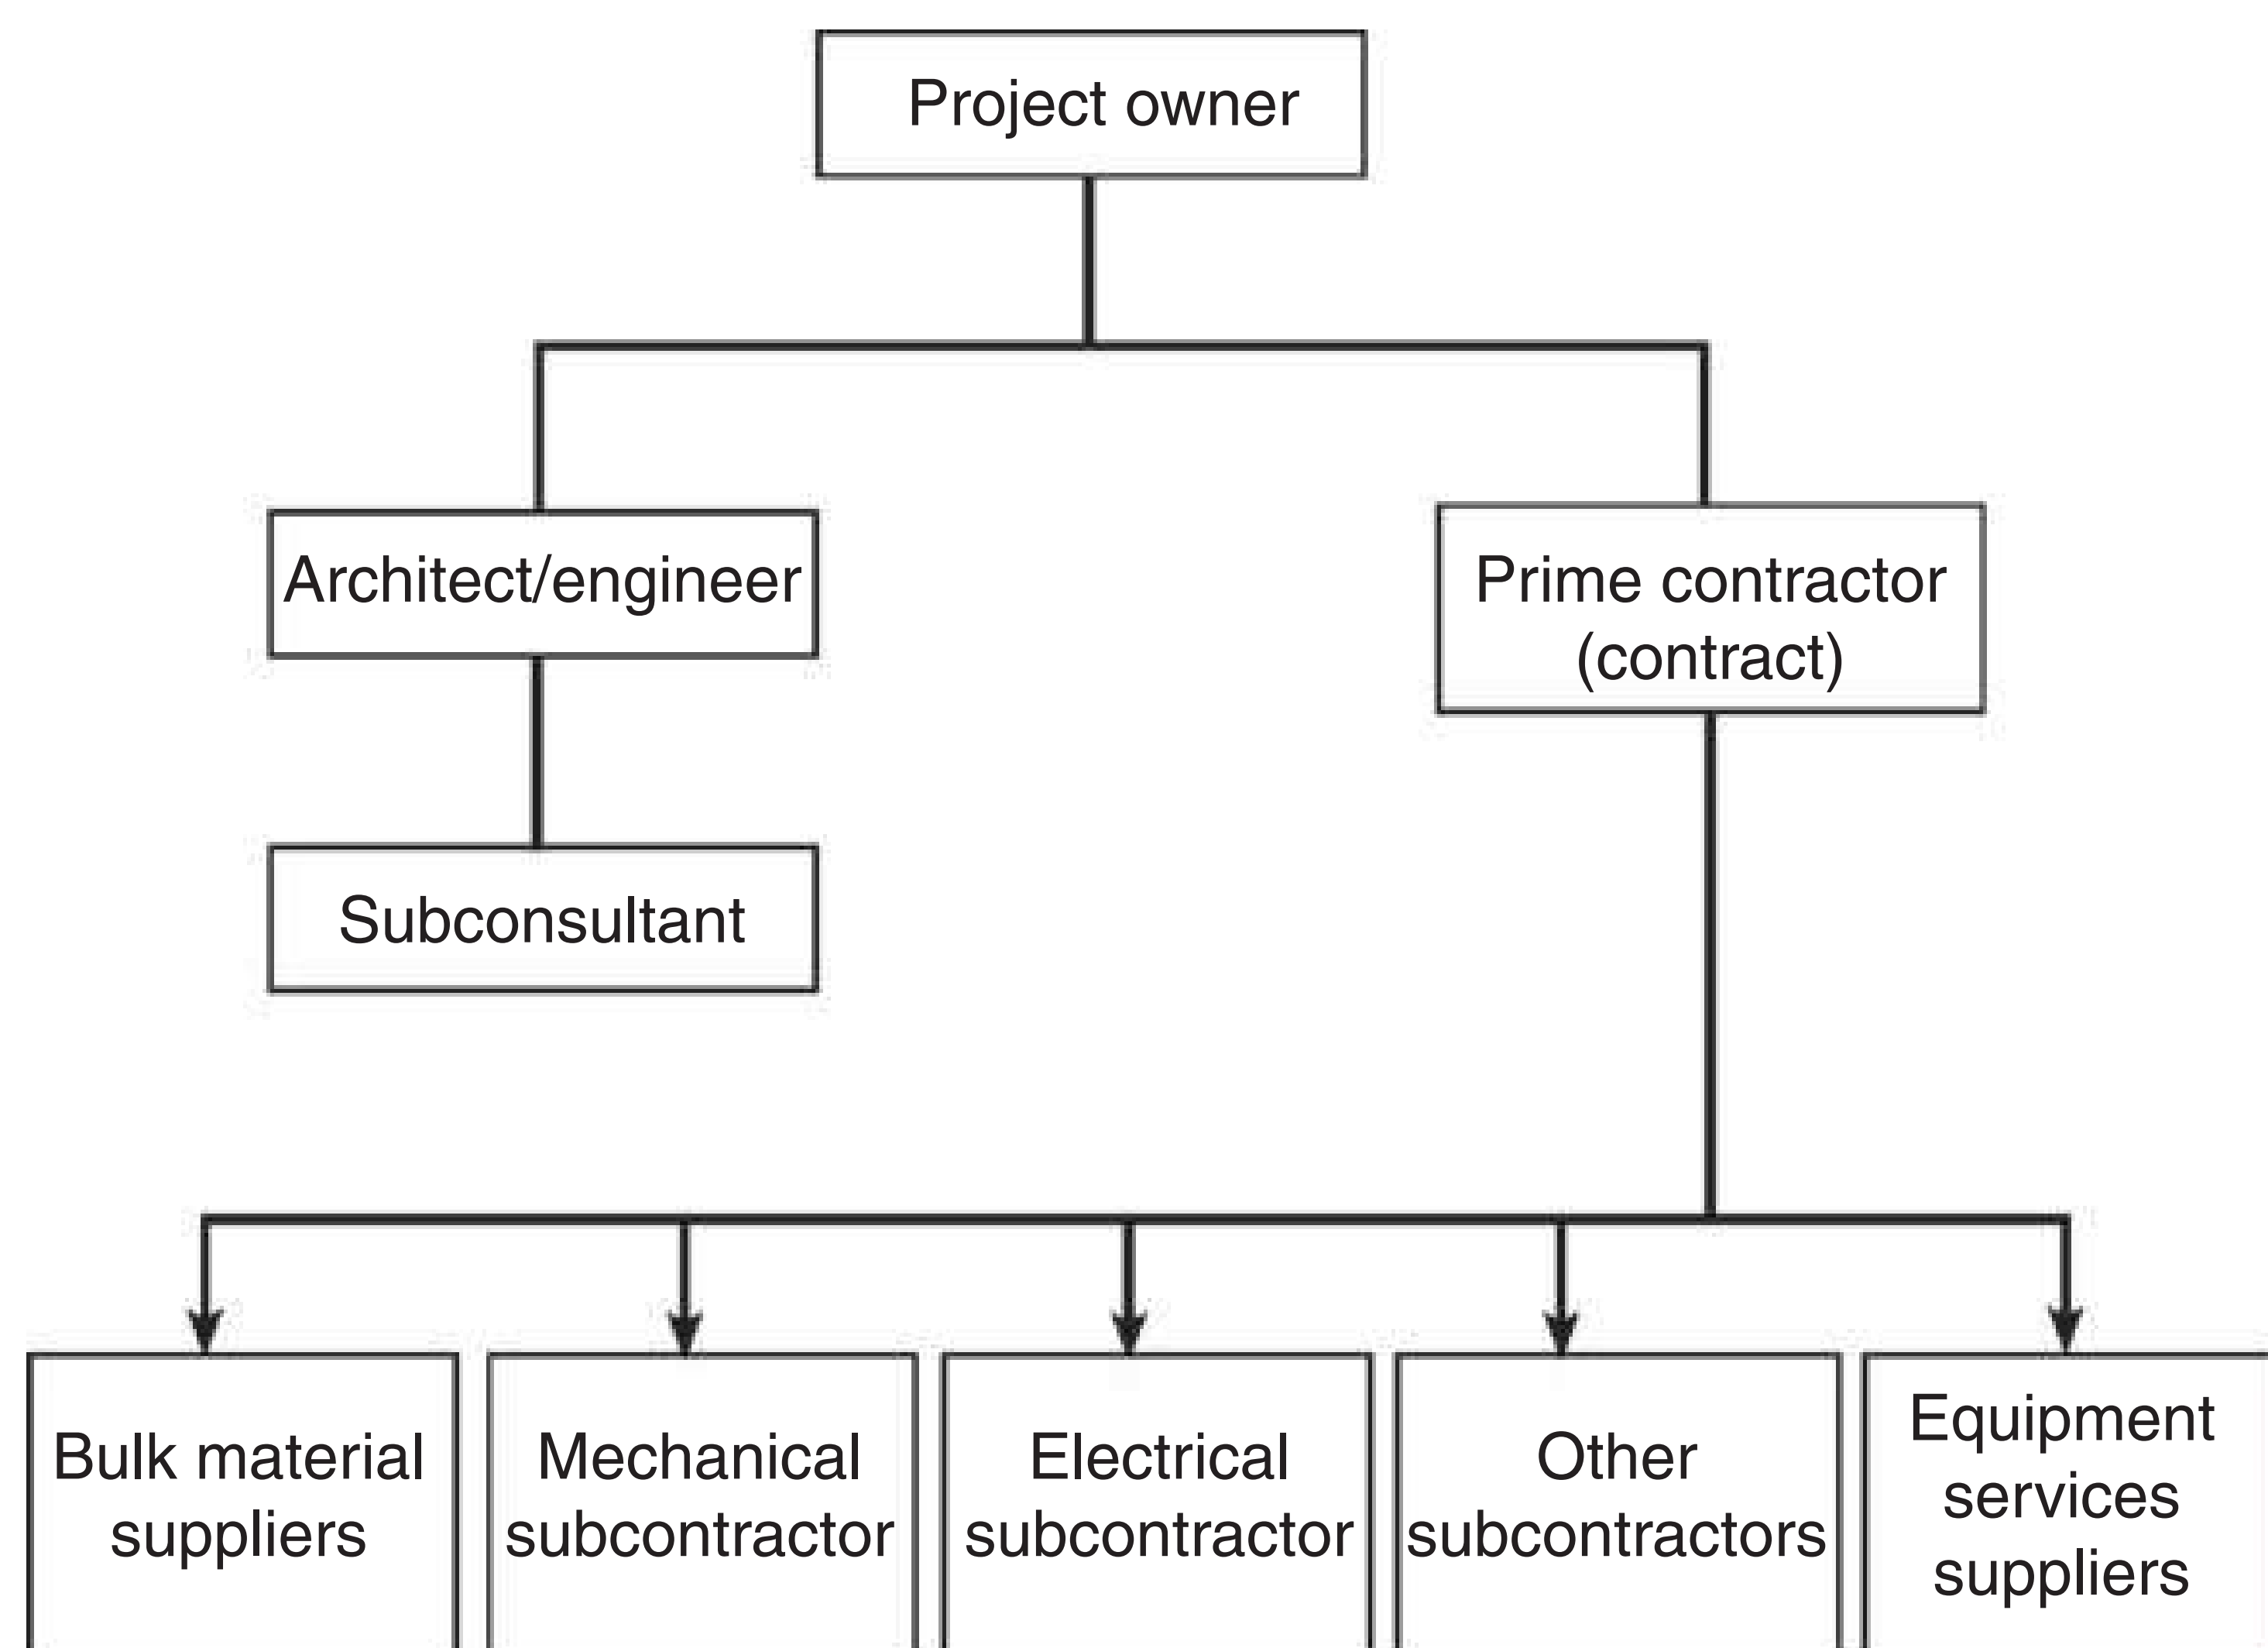 Project owner
Architect/engineer
Prime contractor
(contract)
Subconsultant
Bulk material
suppliers
Mechanical
subcontractor
Electrical
subcontractor
Other
subcontractors
Equipment
services
suppliers